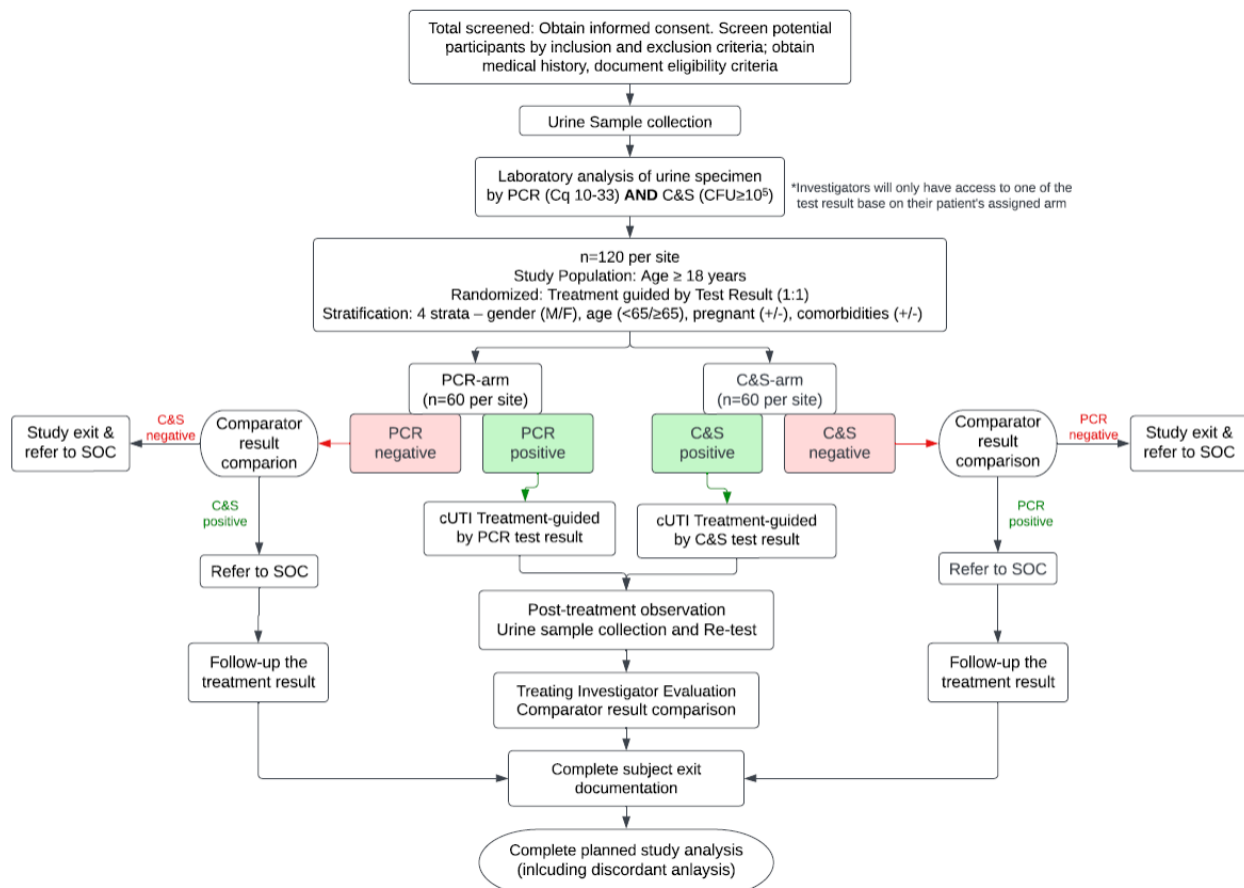 Total screened: Obtain informed consent. Screen potential
participants by inclusion and exclusion criteria; obtain
medical history, document eligibility criteria
Urine Sample collection
Laboratory analysis of urine specimen
by PCR (Cq 10-33) AND C&S (CFU≥10⁵)
*Investigators will only have access to one of the
test result base on their patient's assigned arm
n=120 per site
Study Population: Age ≥ 18 years
Randomized: Treatment guided by Test Result (1:1)
Stratification: 4 strata – gender (M/F), age (<65/≥65), pregnant (+/-), comorbidities (+/-)
PCR-arm
(n=60 per site)
C&S-arm
(n=60 per site)
Study exit &
refer to SOC
C&S
negative
Comparator
result
comparion
PCR
negative
PCR
positive
C&S
positive
C&S
negative
Comparator
result
comparison
PCR
negative
Study exit &
refer to SOC
C&S
positive
cUTI Treatment-guided
by PCR test result
cUTI Treatment-guided
by C&S test result
PCR
positive
Refer to SOC
Refer to SOC
Post-treatment observation
Urine sample collection and Re-test
Follow-up the
treatment result
Follow-up the
treatment result
Treating Investigator Evaluation
Comparator result comparison
Complete subject exit
documentation
Complete planned study analysis
(inlcuding discordant anlaysis)